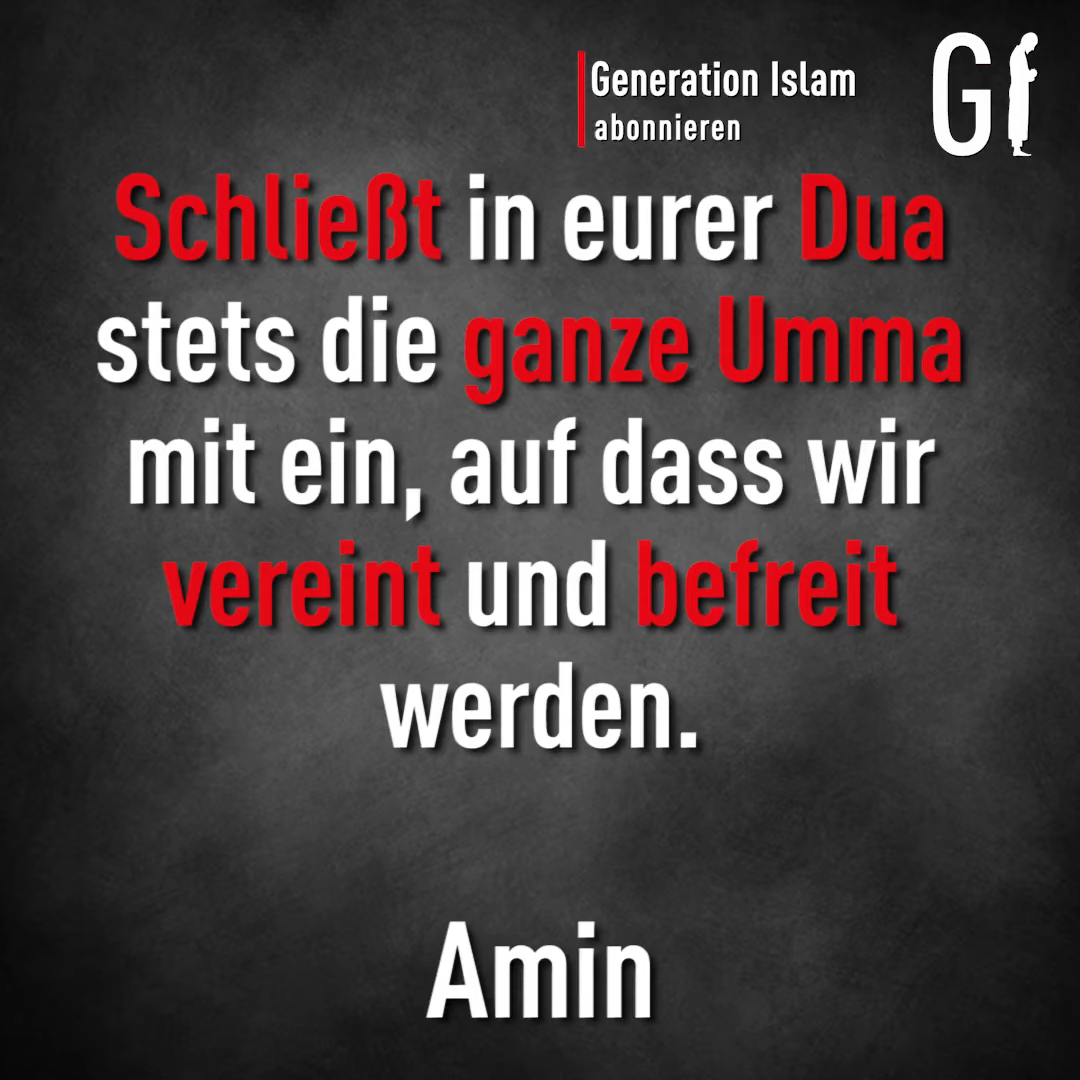 Generation Islam
abonnieren
GI
Schließt in eurer Dua
stets die ganze Umma
mit ein, auf dass wir
vereint und befreit
werden.
Amin